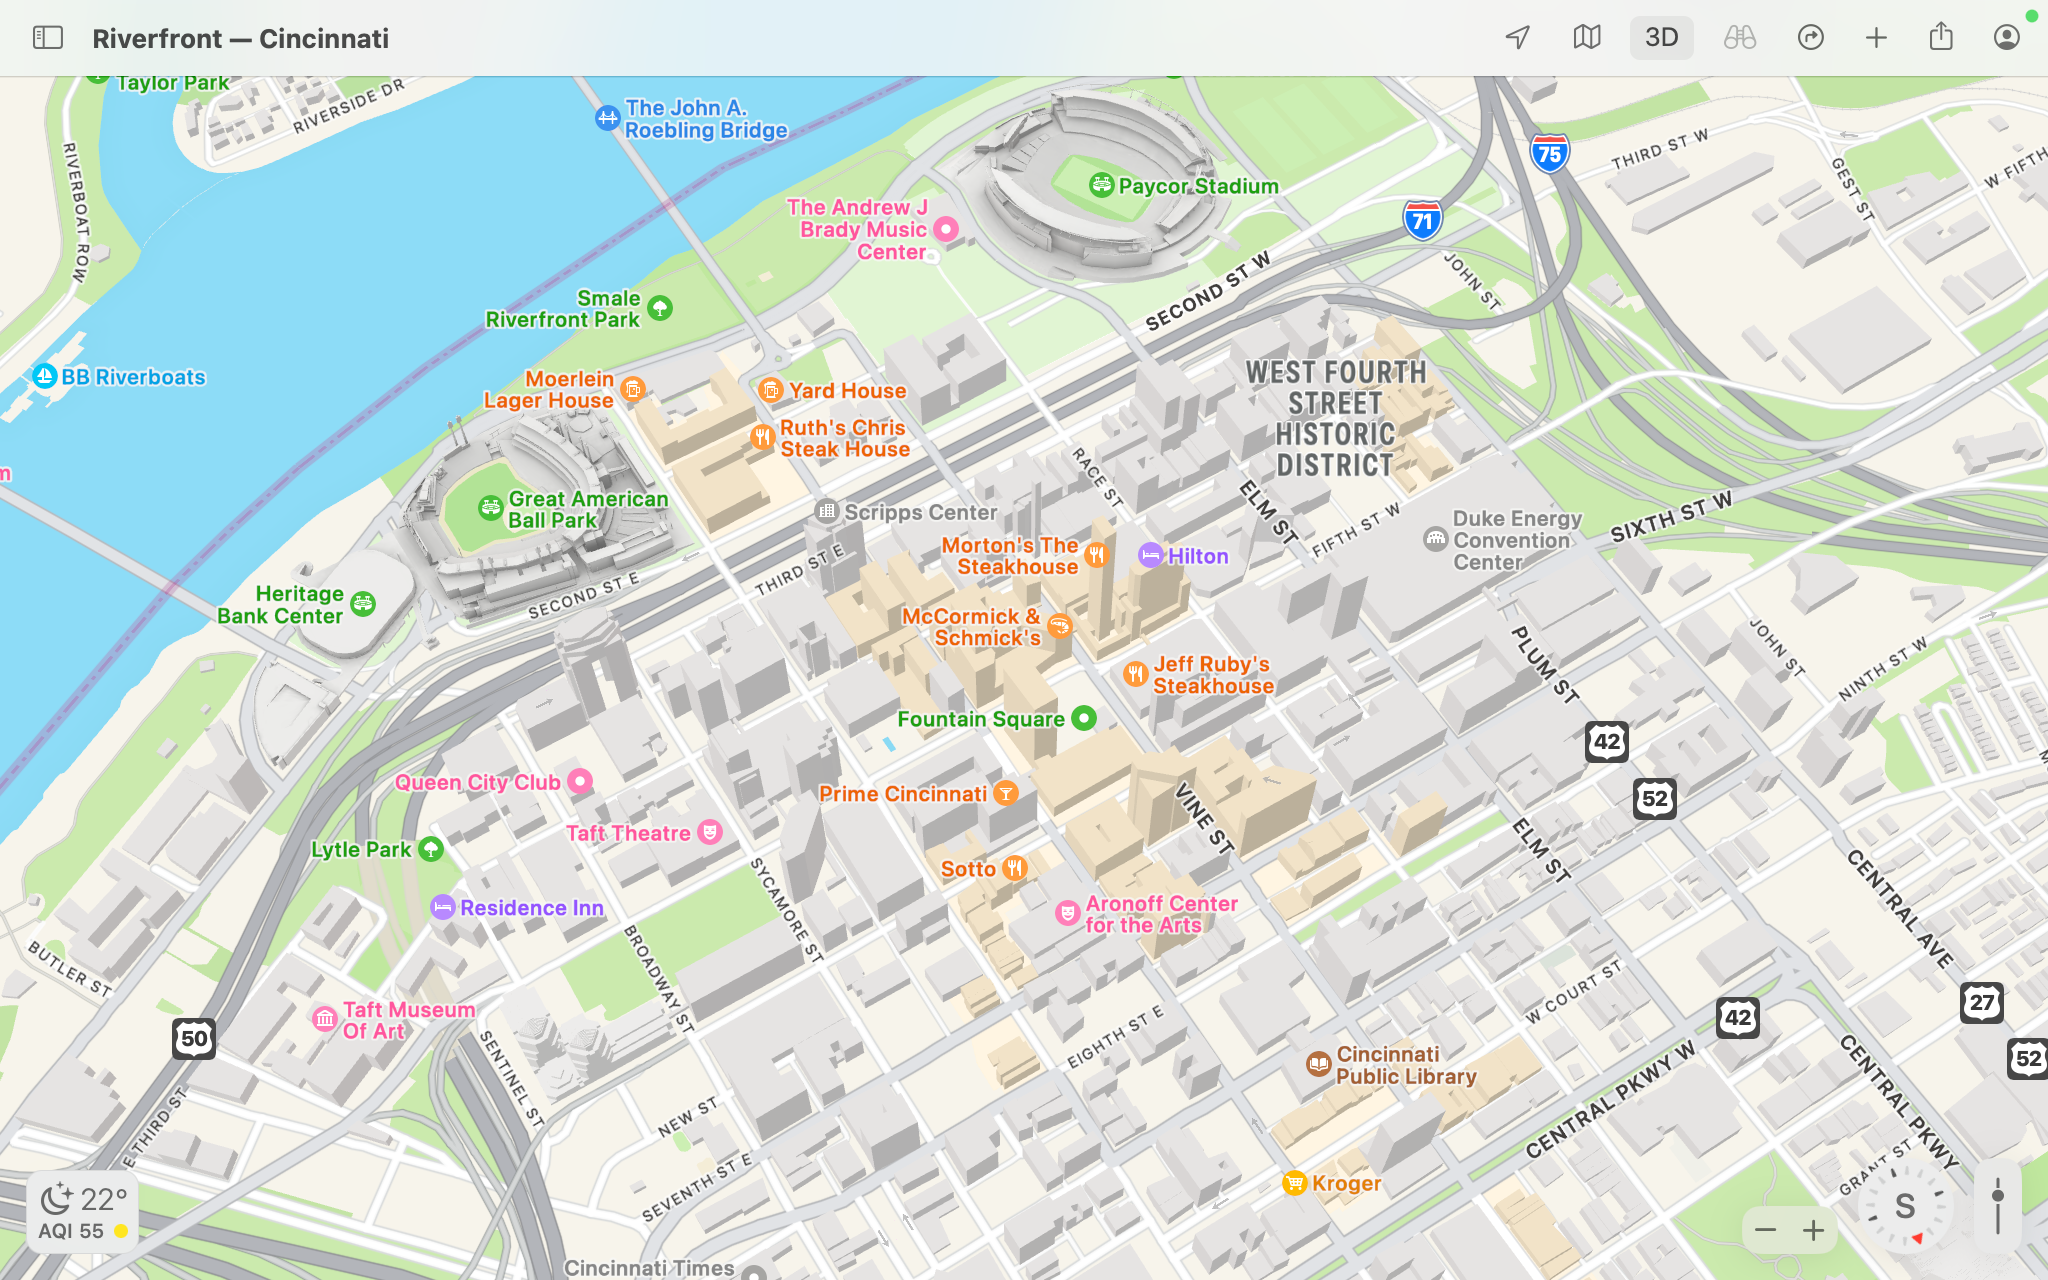 Riverfront — Cincinnati
3D
Taylor Park
RIVERSIDE DR
RIVERBOAT ROW
The John A.
Roebling Bridge
75
THIRD ST W
GEST ST
W FIFTH
Paycor Stadium
71
The Andrew J
Brady Music
Center
SECOND ST W
JOHN ST
Smale
Riverfront Park
BB Riverboats
Moerlein
Lager House
Yard House
Ruth's Chris
Steak House
WEST FOURTH
STREET
HISTORIC
DISTRICT
RACE ST
ELM ST
FIFTH ST W
SIXTH ST W
m
Great American
Ball Park
Scripps Center
Duke Energy
Convention
Center
Morton's The
Steakhouse
Hilton
THIRD ST E
SECOND ST E
Heritage
Bank Center
McCormick &
Schmick's
Jeff Ruby's
Steakhouse
PLUM ST
JOHN ST
NINTH ST W
Fountain Square
42
52
Queen City Club
Prime Cincinnati
VINE ST
Taft Theatre
Lytle Park
ELM ST
CENTRAL AVE
Sotto
SYCAMORE ST
Residence Inn
Aronoff Center
for the Arts
BROADWAY ST
BUTLER ST
W COURT ST
27
42
52
Taft Museum
Of Art
50
SENTINEL ST
EIGHTH ST E
Cincinnati
Public Library
CENTRAL PKWY W
CENTRAL PKWY
NEW ST
E THIRD ST
SEVENTH ST E
GRANT ST
Kroger
22°
AQI 55
S
Cincinnati Times